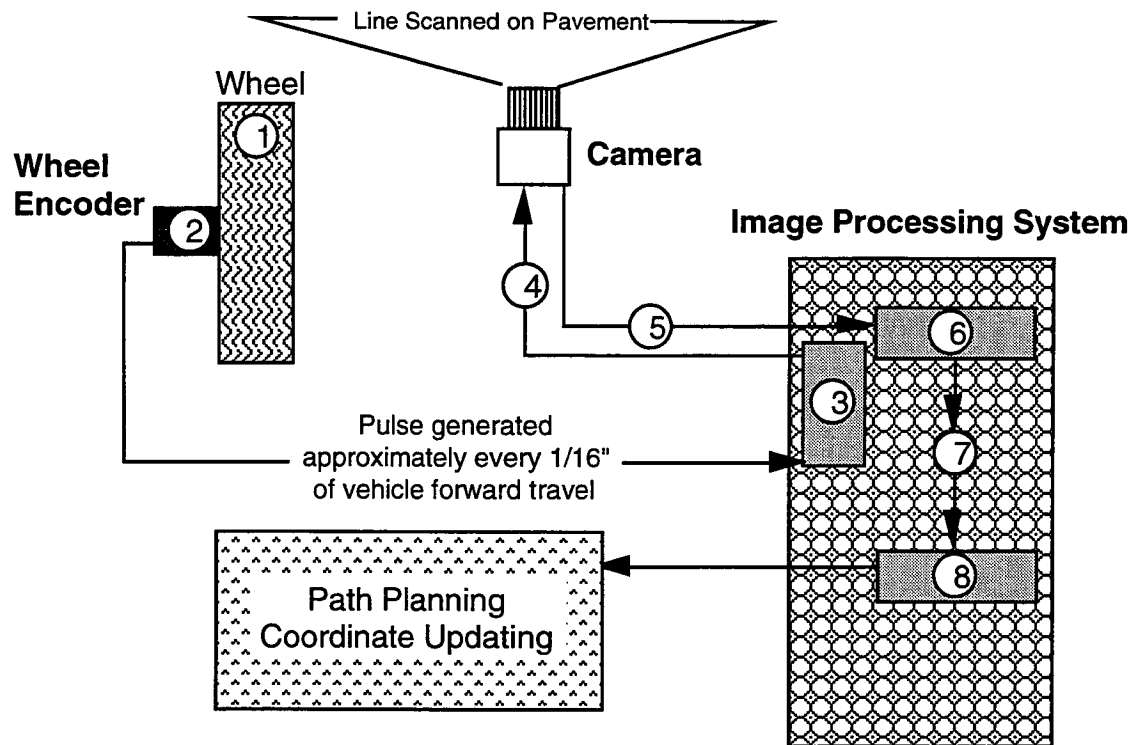 Line Scanned on Pavement
Wheel
1
Wheel
Encoder
2
Camera
Image Processing System
4
5
6
3
7
Pulse generated
approximately every 1/16"
of vehicle forward travel
8
Path Planning
Coordinate Updating